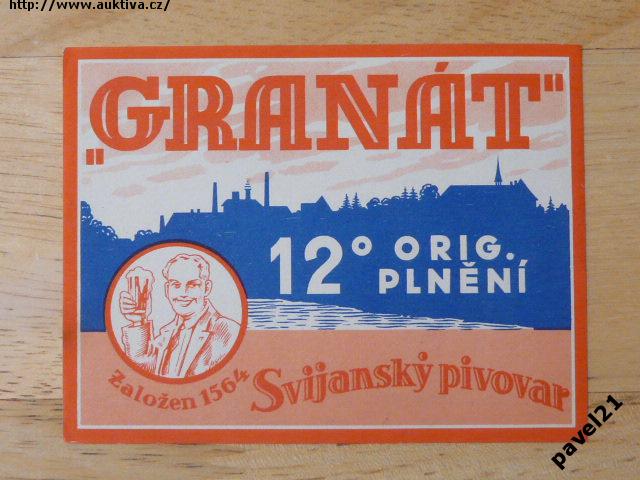 http://www.auktiva.cz/
„GRANÁT"
12° ORIG.
PLNĚNÍ
Založen 1564
Svijanský pivovar
pavel21